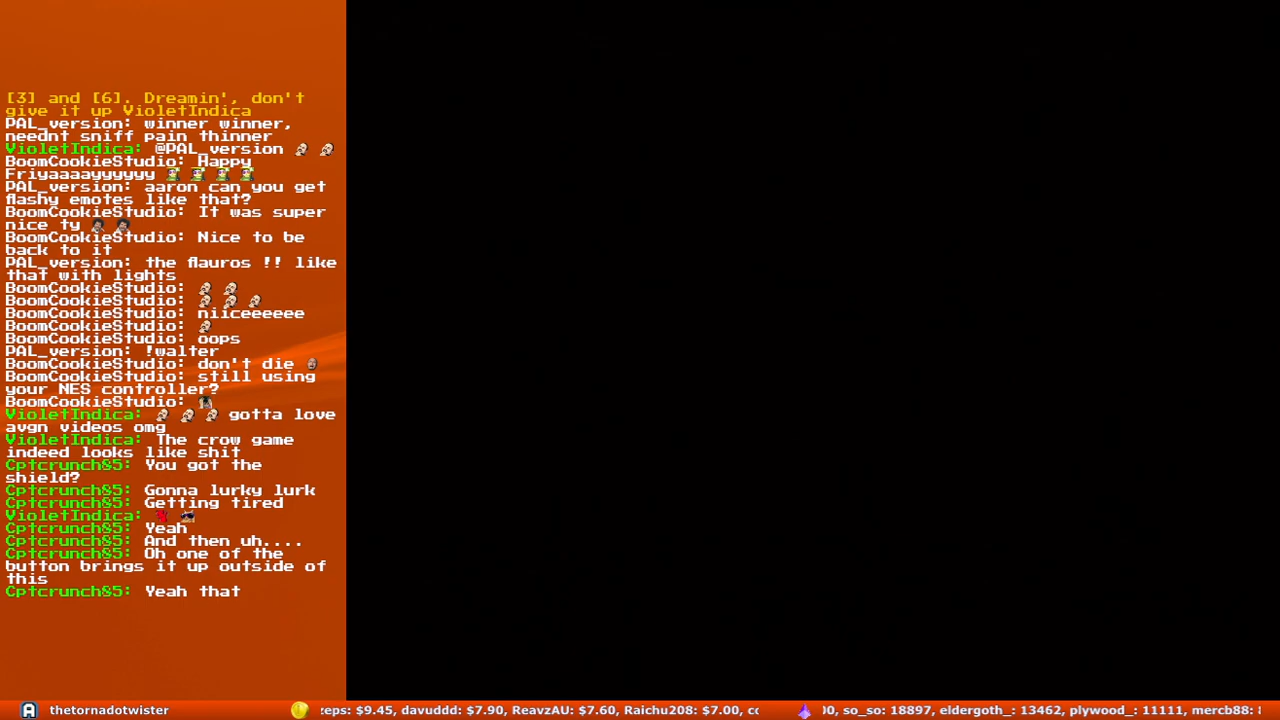 [3] and [6]. Dreamin', don't
give it up VioletIndica
PAL_version: winner winner,
neednt sniff pain thinner
VioletIndica: @PAL_version
BoomCookieStudio: Happy
Friyaaaayyyyyy
PAL_version: aaron can you get
flashy emotes like that?
BoomCookieStudio: It was super
nice ty
BoomCookieStudio: Nice to be
back to it
PAL_version: the flauros !! like
that with lights
BoomCookieStudio:
BoomCookieStudio:
BoomCookieStudio: niiceeeeee
BoomCookieStudio:
BoomCookieStudio: oops
PAL_version: !walter
BoomCookieStudio: don't die
BoomCookieStudio: still using
your NES controller?
BoomCookieStudio:
VioletIndica: gotta love
avgn videos omg
VioletIndica: The crow game
indeed looks like shit
Cptcrunch85: You got the
shield?
Cptcrunch85: Gonna lurky lurk
Cptcrunch85: Getting tired
VioletIndica:
Cptcrunch85: Yeah
Cptcrunch85: And then uh....
Cptcrunch85: Oh one of the
button brings it up outside of
this
Cptcrunch85: Yeah that
A thetornadotwister zeps: $9.45, davuddd: $7.90, ReavzAU: $7.60, Raichu208: $7.00, so_so: 18897, eldergoth_: 13462, plywood_: 11111, mercb88: